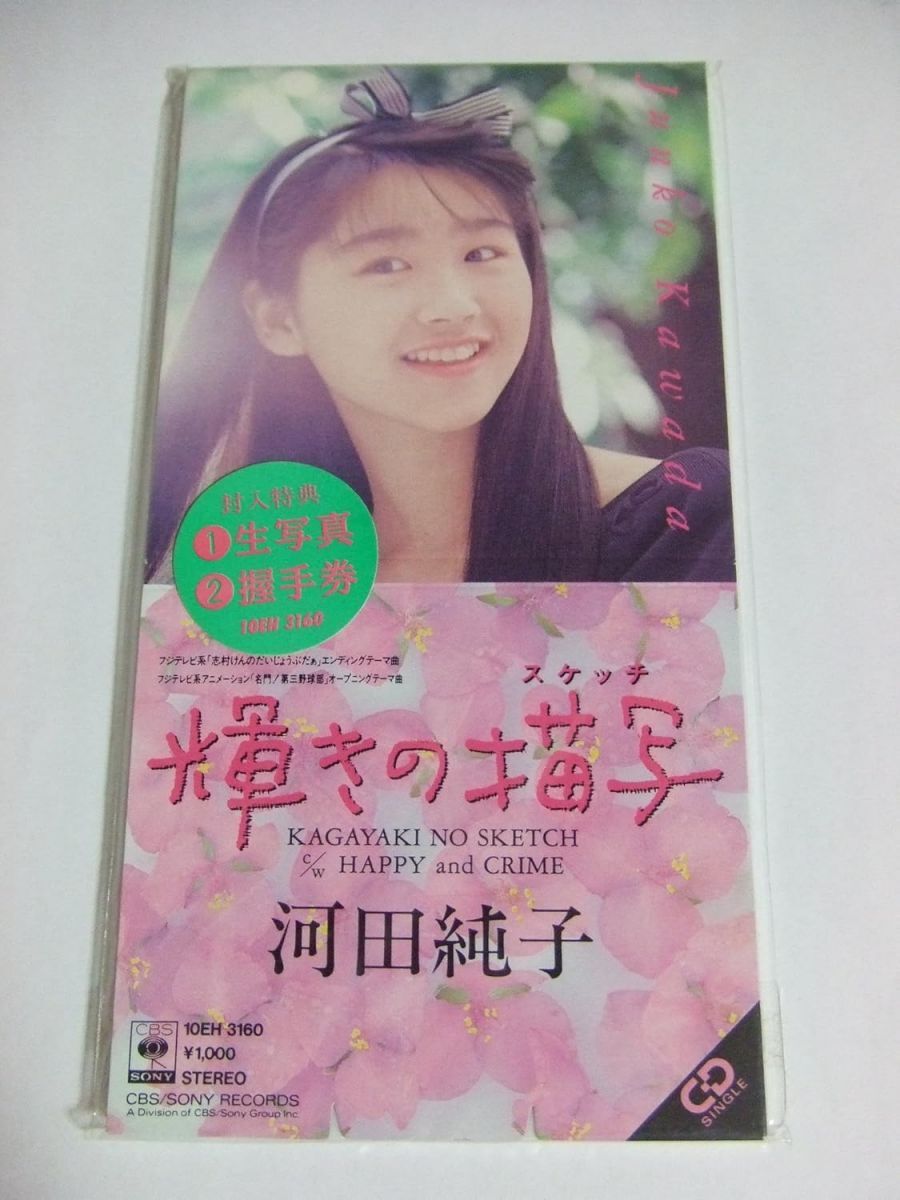 Junko Kawada
封入特典
①生写真
②握手券
10EH 3160
フジテレビ系「志村けんのだいじょうぶだぁ」エンディングテーマ曲
フジテレビ系アニメーション「名門!第三野球部」オープニングテーマ曲
スケッチ
輝きの描写
KAGAYAKI NO SKETCH
c/w HAPPY and CRIME
河田純子
CBS
SONY
10EH 3160
¥1,000
STEREO
CBS/SONY RECORDS
A Division of CBS/Sony Group Inc.
CD
SINGLE